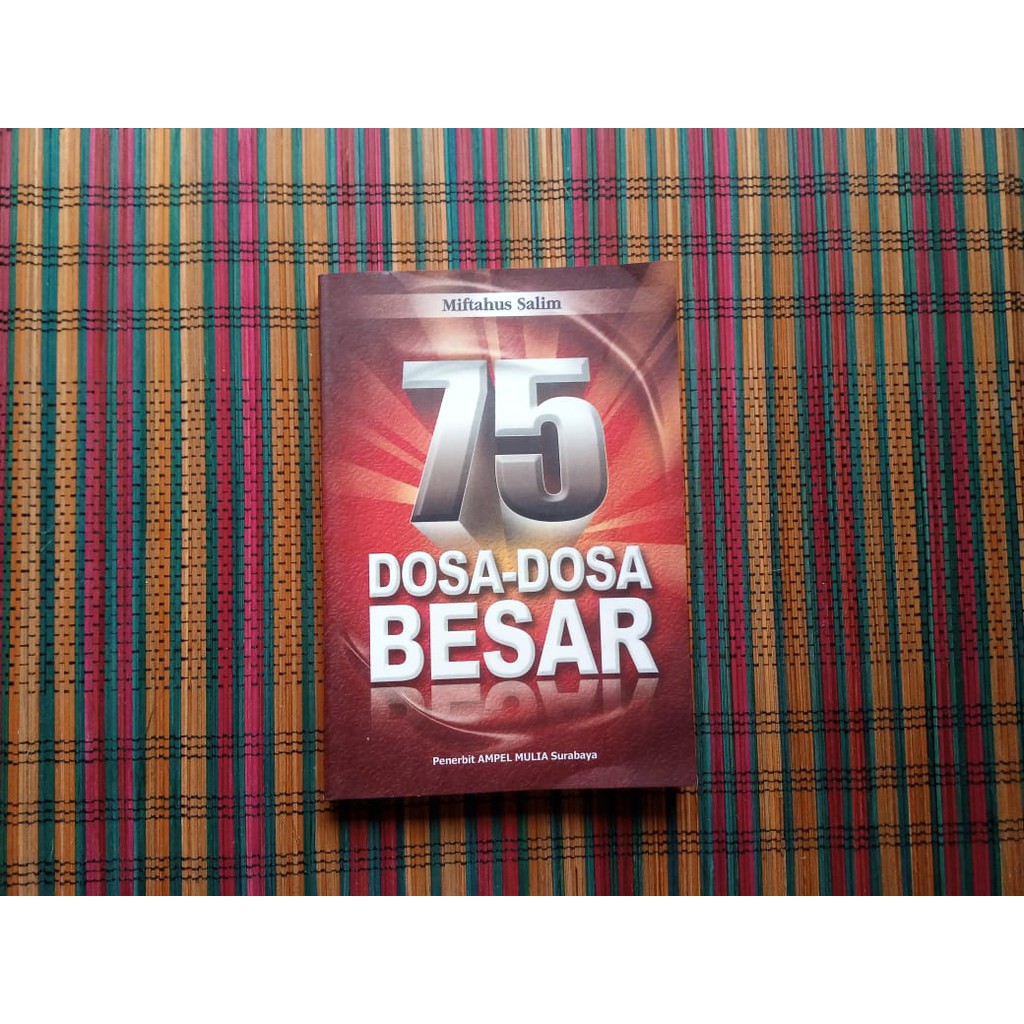 Miftahus Salim
75
DOSA-DOSA
BESAR
Penerbit AMPEL MULIA Surabaya